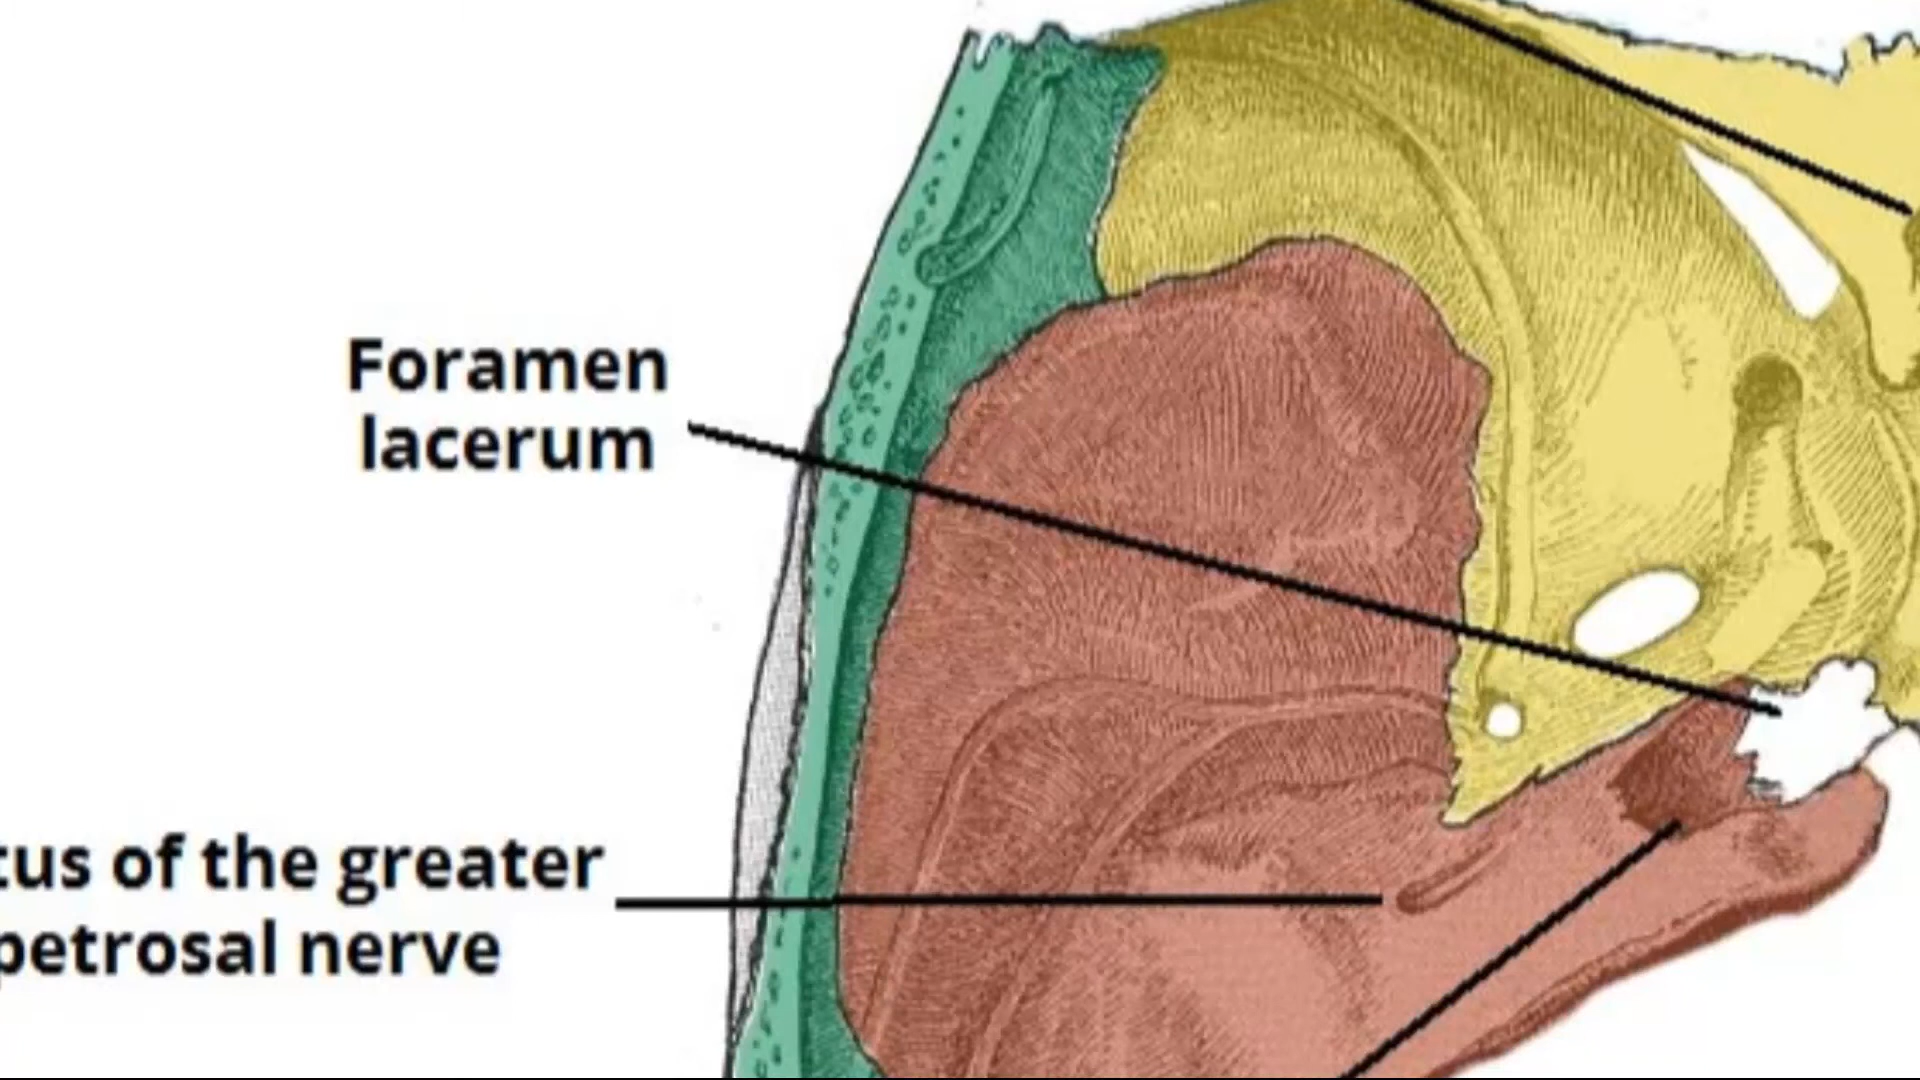 Foramen
lacerum
tus of the greater
petrosal nerve